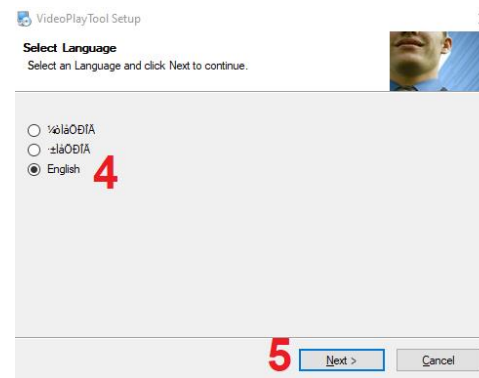 VideoPlayTool Setup
Select Language
Select an Language and click Next to continue.
¼òÌåÖÐÎÄ
·±ÌåÖÐÎÄ
English
4
5
Next >
Cancel